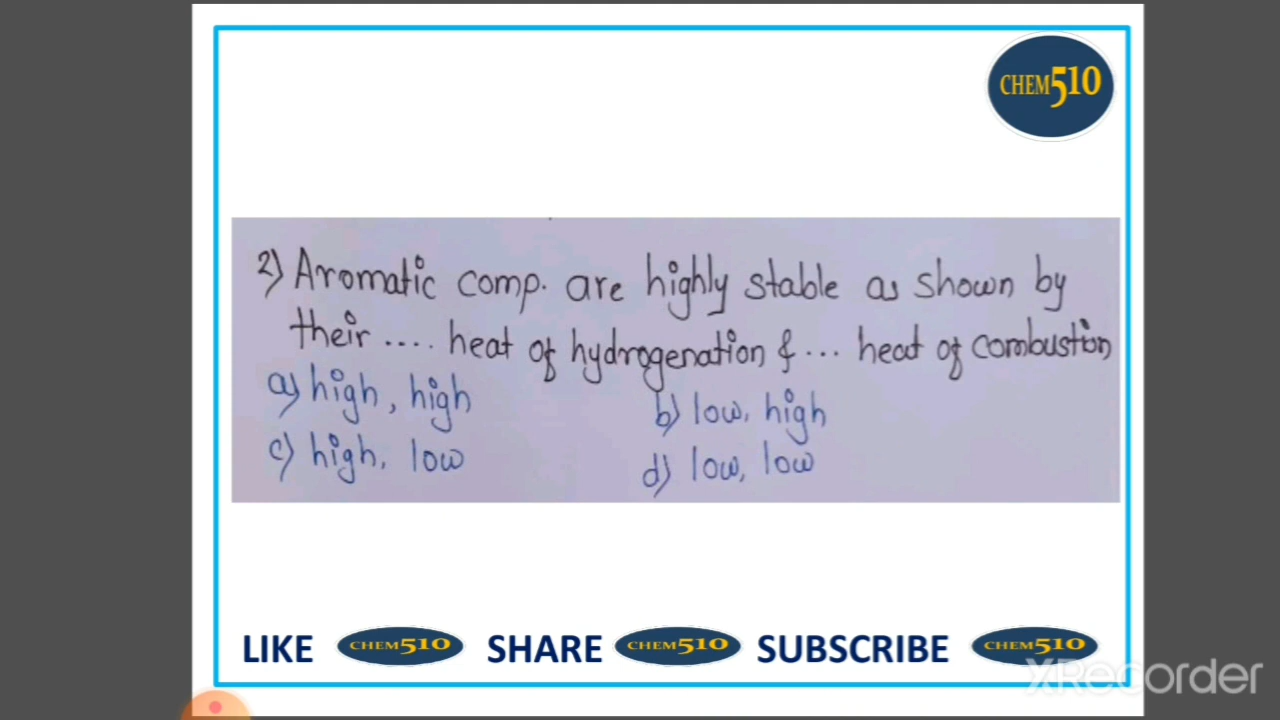 CHEM510
2) Aromatic comp. are highly stable as shown by
their .... heat of hydrogenation & ... heat of combustion
a) high, high
b) low, high
c) high, low
d) low, low
LIKE CHEM510 SHARE CHEM510 SUBSCRIBE CHEM510
XRecorder